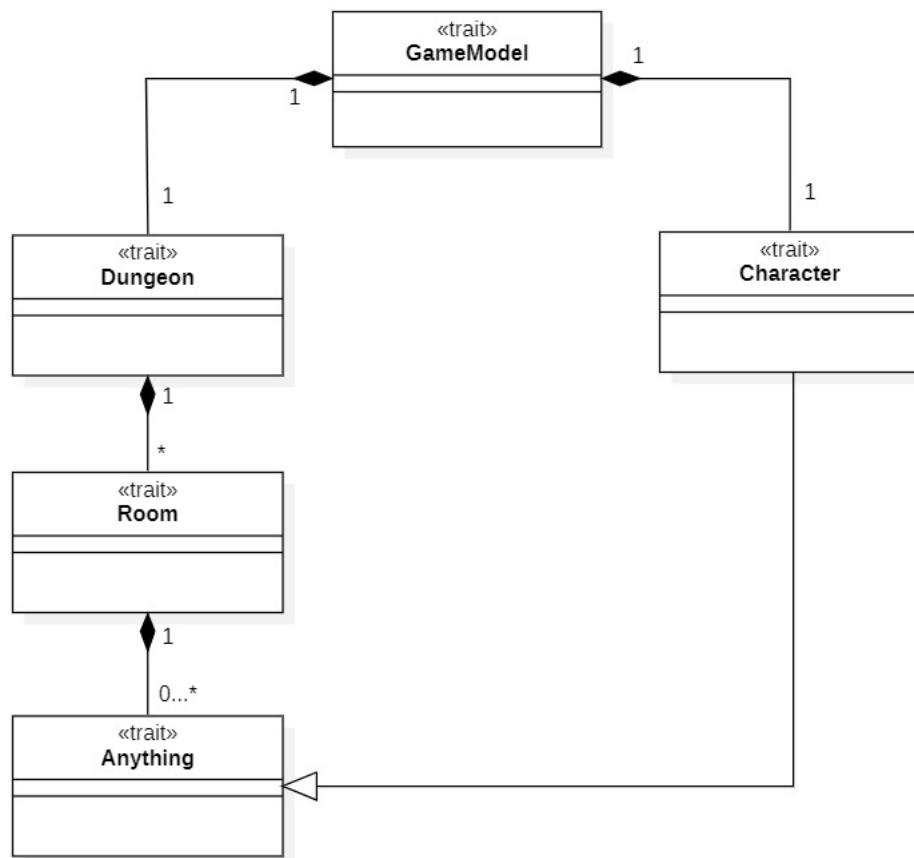 «trait»
GameModel
1
1
1
1
«trait»
Dungeon
«trait»
Character
1
*
«trait»
Room
1
0...*
«trait»
Anything